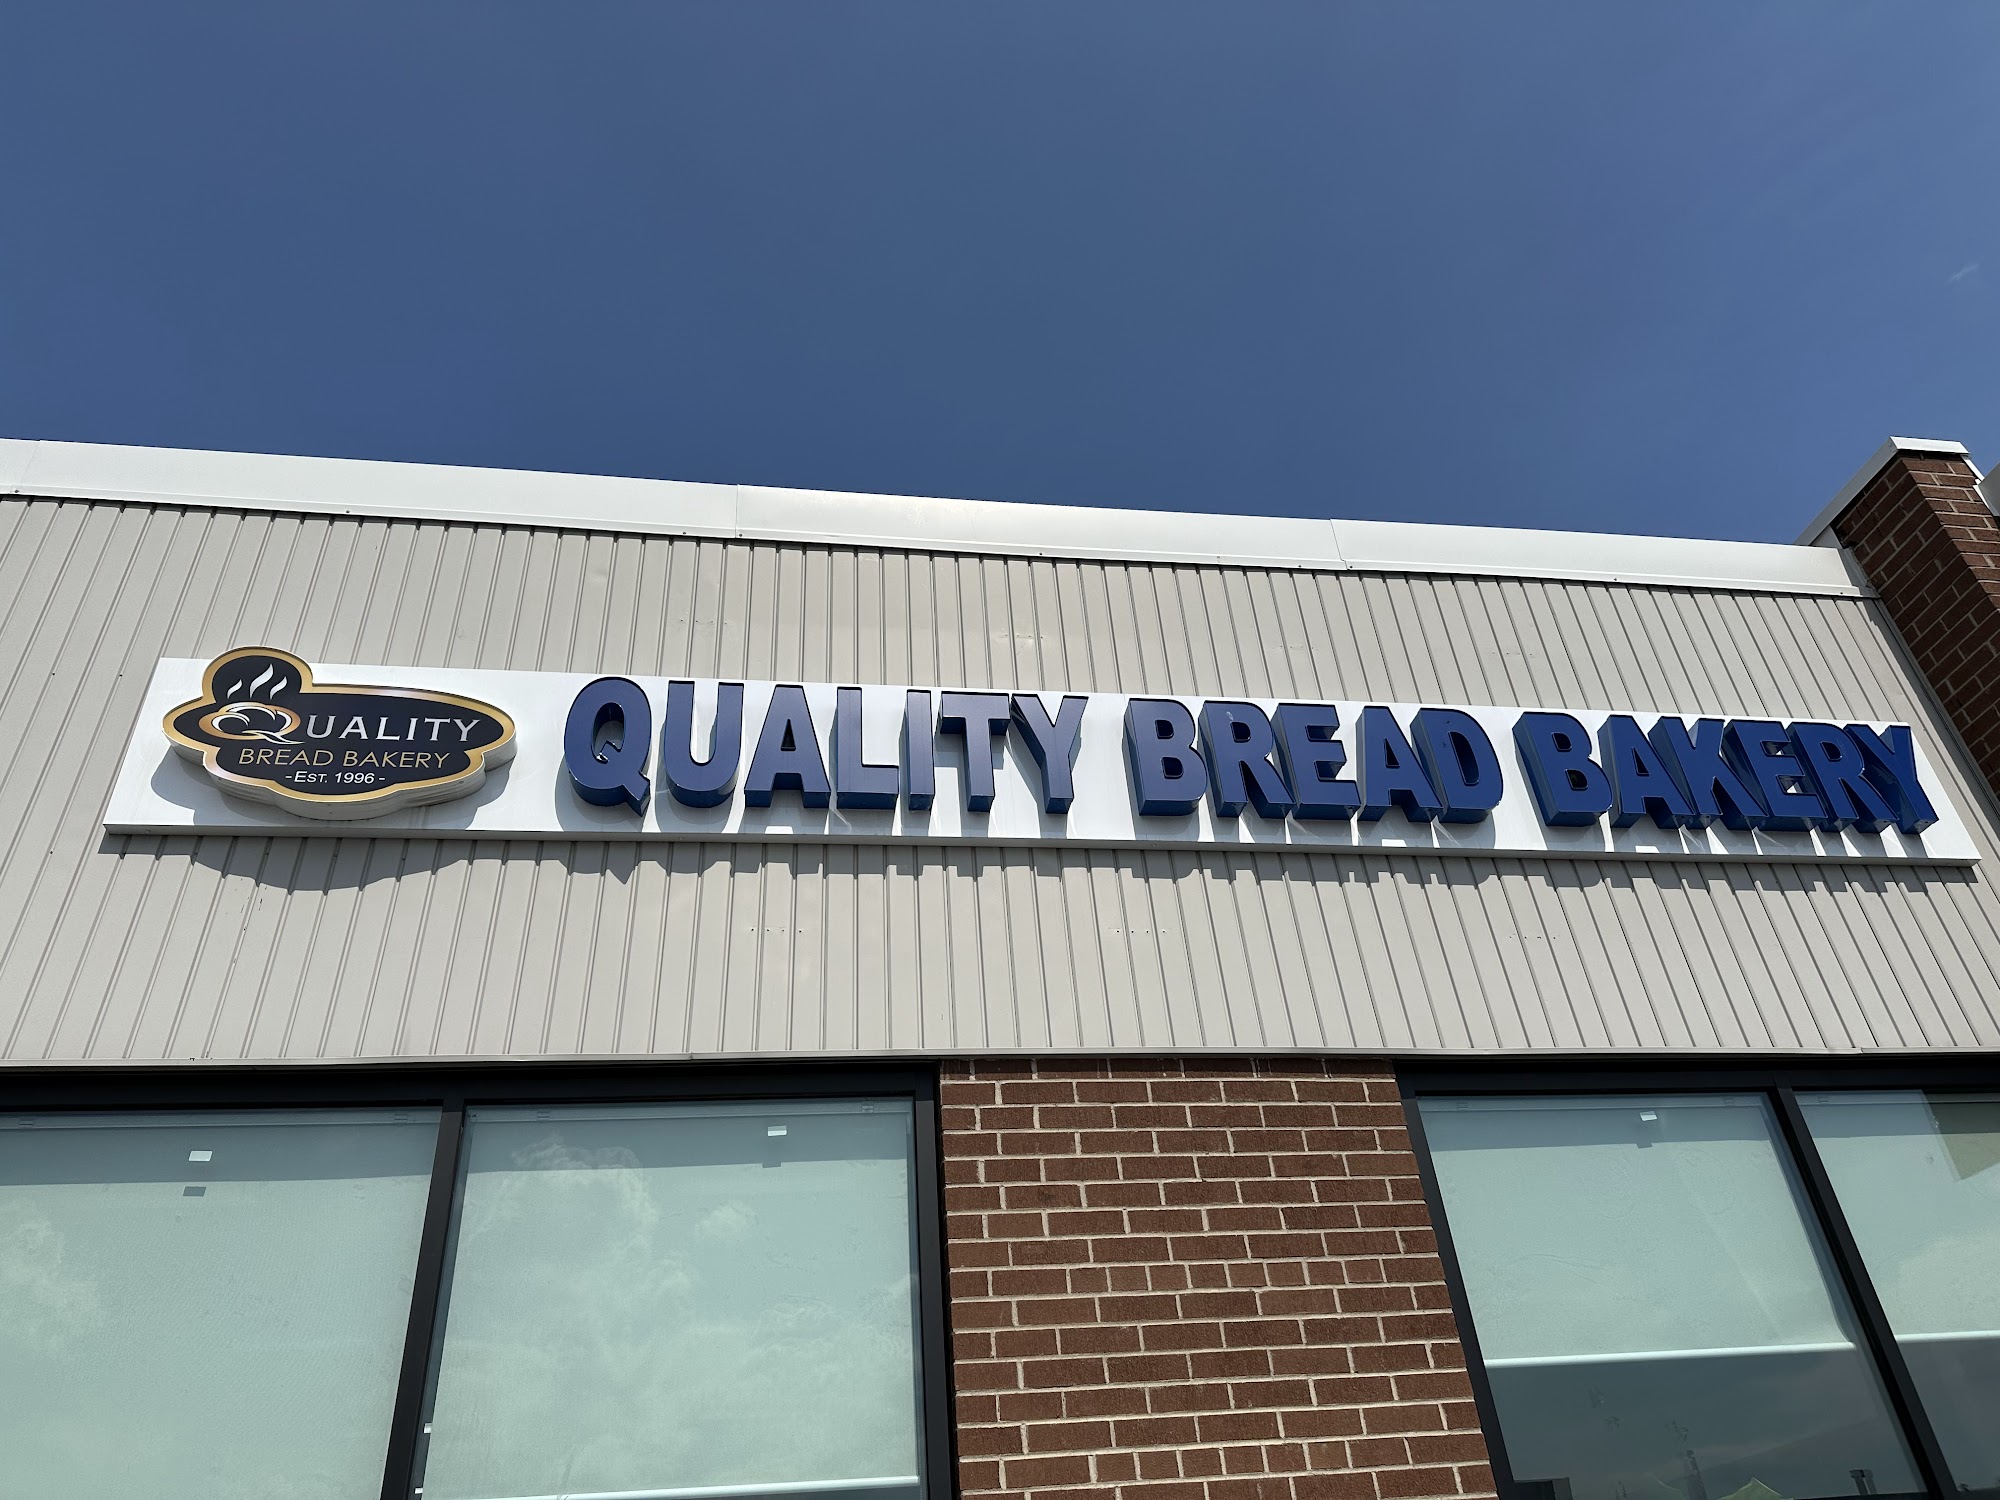 QUALITY
BREAD BAKERY
-EST. 1996-
QUALITY BREAD BAKERY